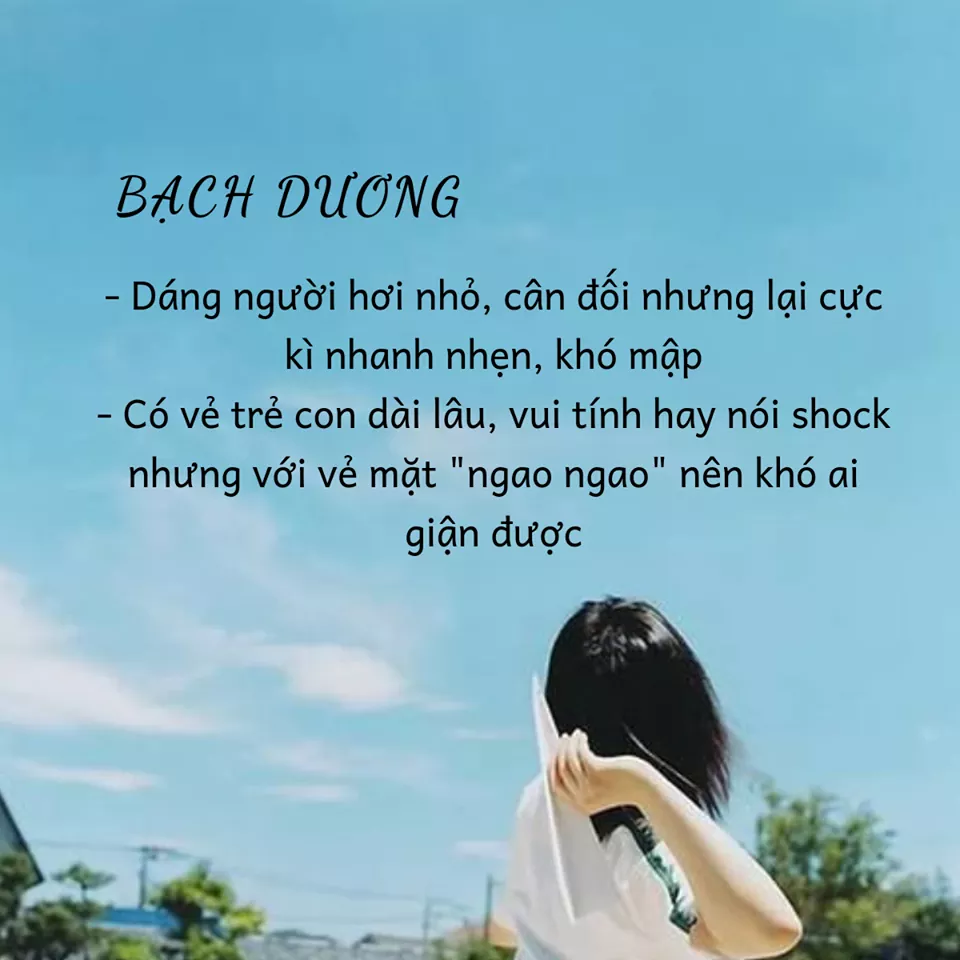 BẠCH DƯƠNG
- Dáng người hơi nhỏ, cân đối nhưng lại cực
kì nhanh nhẹn, khó mập
- Có vẻ trẻ con dài lâu, vui tính hay nói shock
nhưng với vẻ mặt "ngao ngao" nên khó ai
giận được